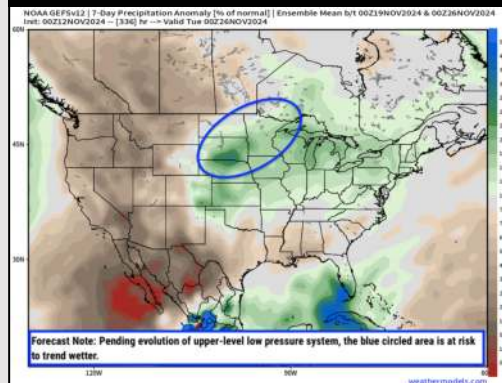 NOAA GEFSv12 | 7-Day Precipitation Anomaly [% of normal] | Ensemble Mean b/t 00Z19NOV2024 & 00Z26NOV2024
Init: 00Z12NOV2024 -- [336] hr --> Valid Tue 00Z26NOV2024
60N
45N
30N
Forecast Note: Pending evolution of upper-level low pressure system, the blue circled area is at risk
to trend wetter.
120W
90W
weathermodels.com